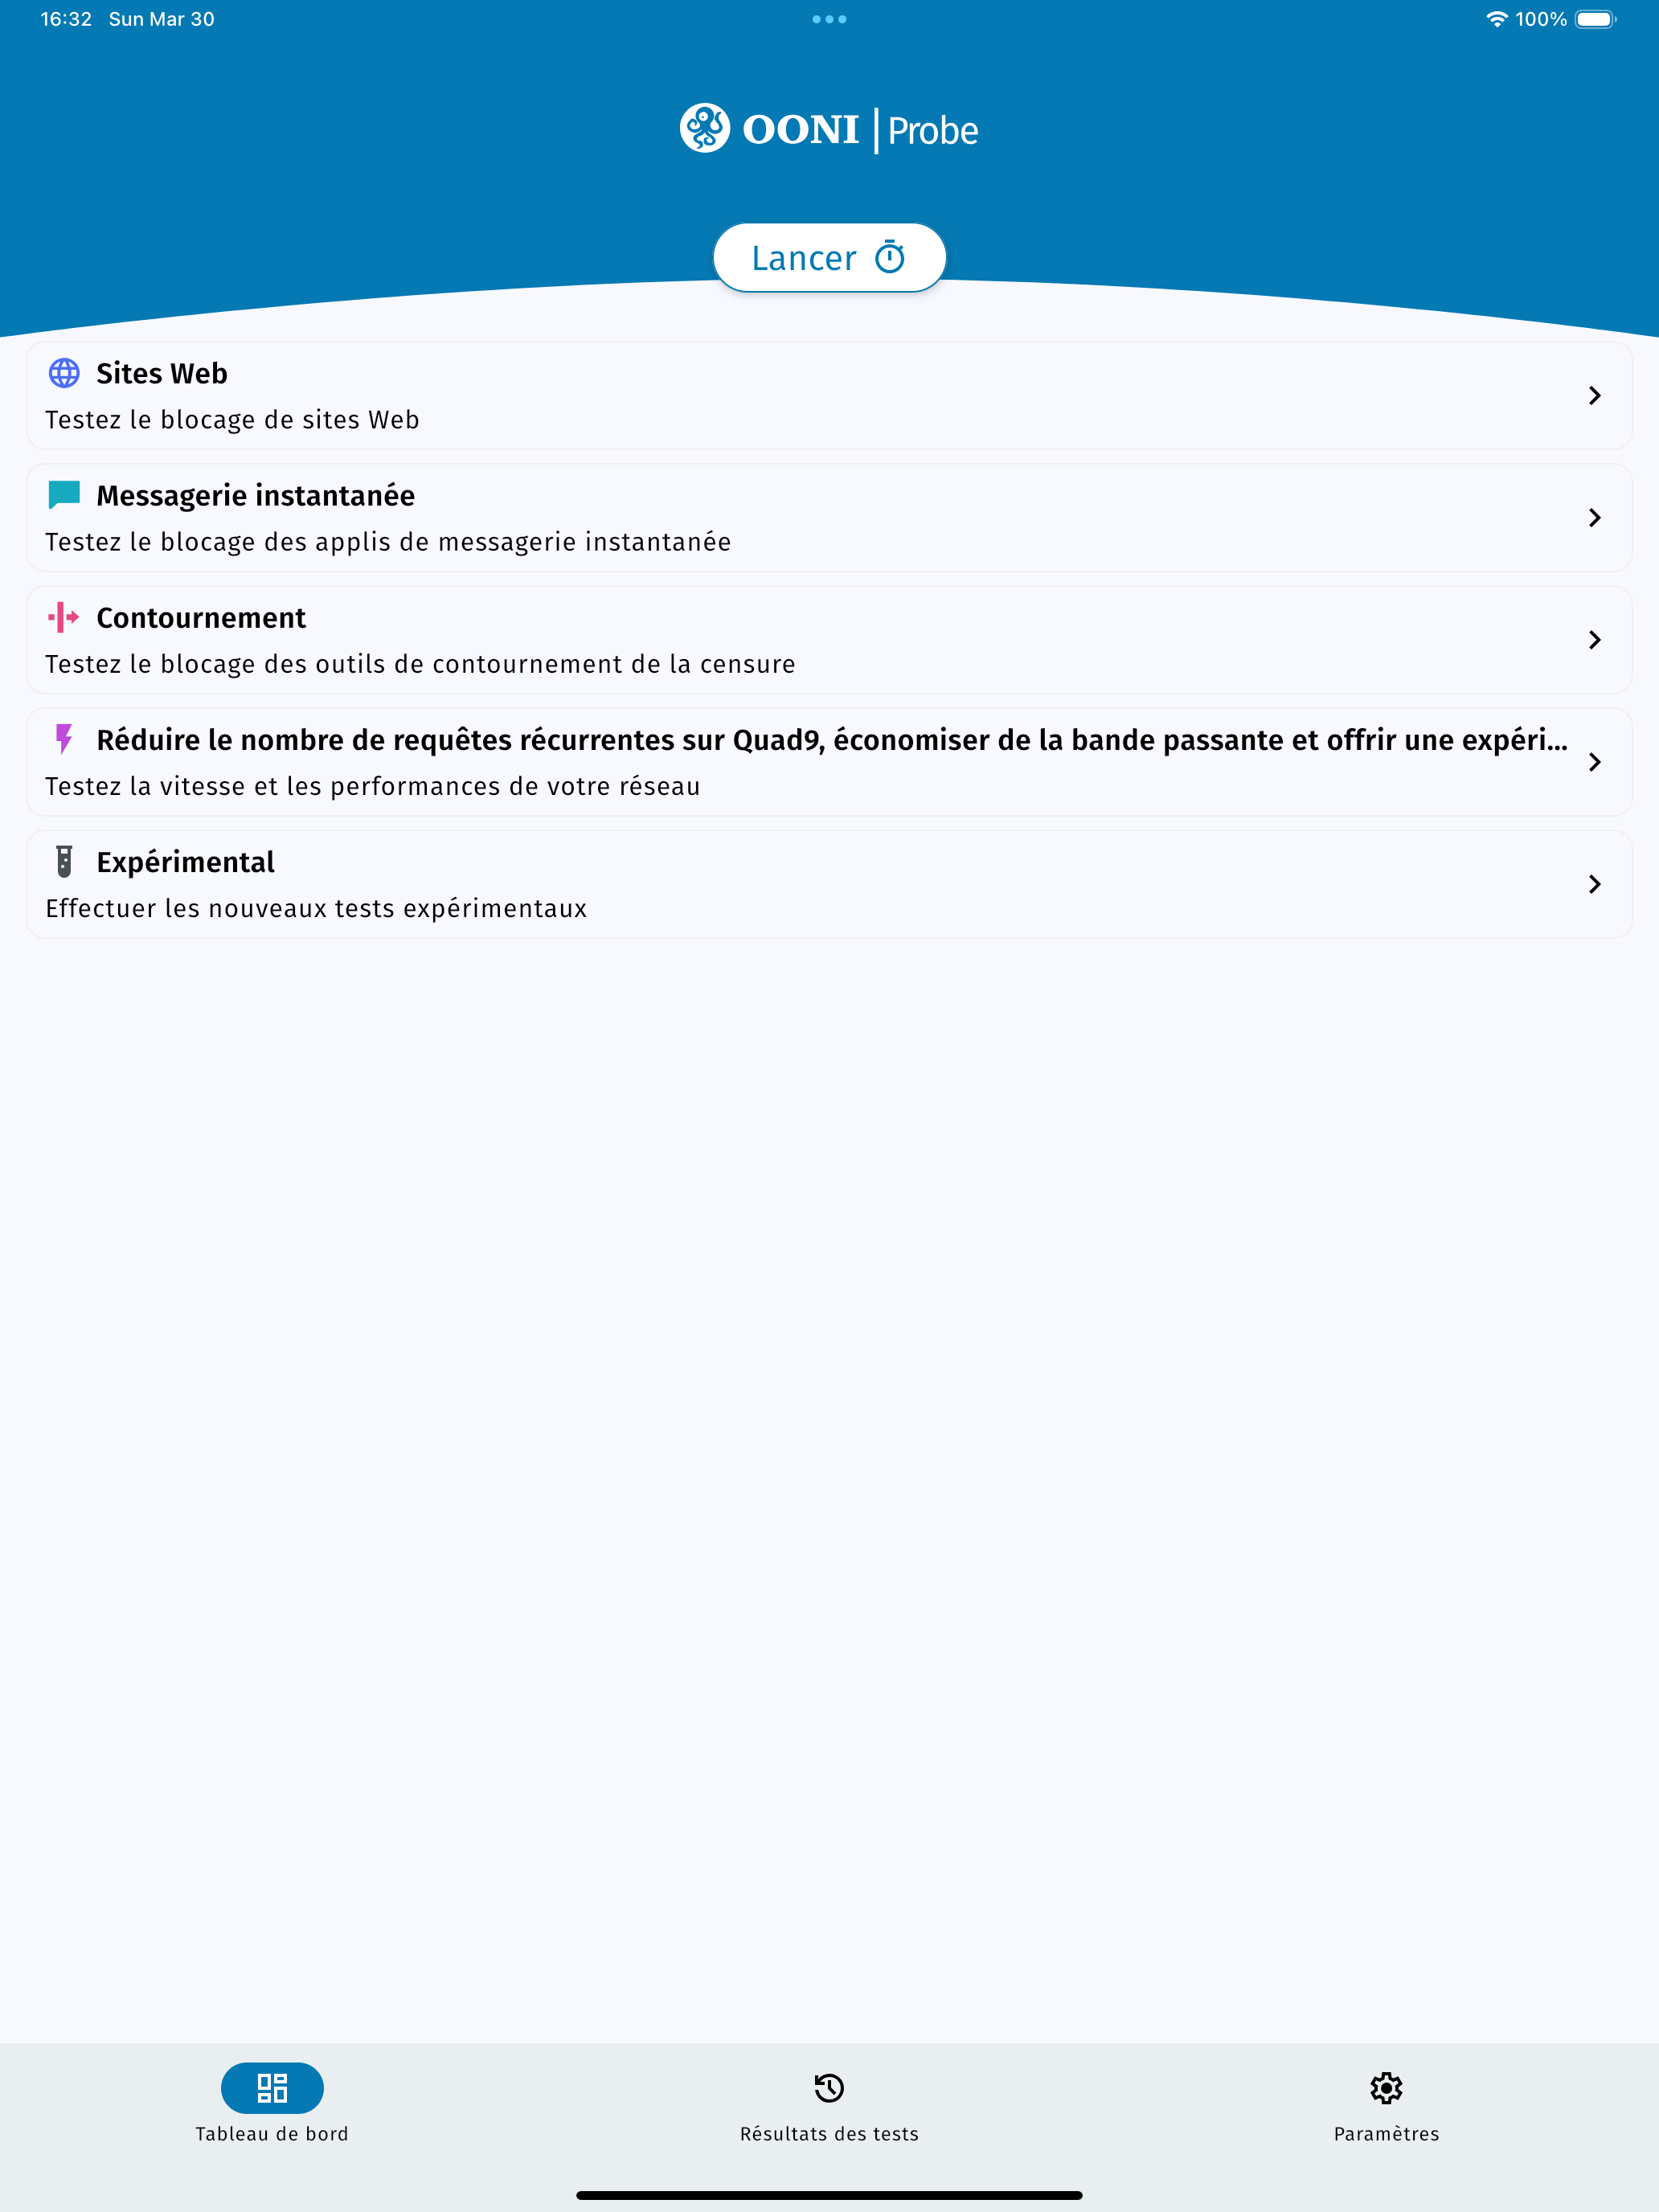 16:32 Sun Mar 30
100%
OONI Probe
Lancer
Sites Web
Testez le blocage de sites Web
Messagerie instantanée
Testez le blocage des applis de messagerie instantanée
Contournement
Testez le blocage des outils de contournement de la censure
Réduire le nombre de requêtes récurrentes sur Quad9, économiser de la bande passante et offrir une expéri...
Testez la vitesse et les performances de votre réseau
Expérimental
Effectuer les nouveaux tests expérimentaux
Tableau de bord
Résultats des tests
Paramètres